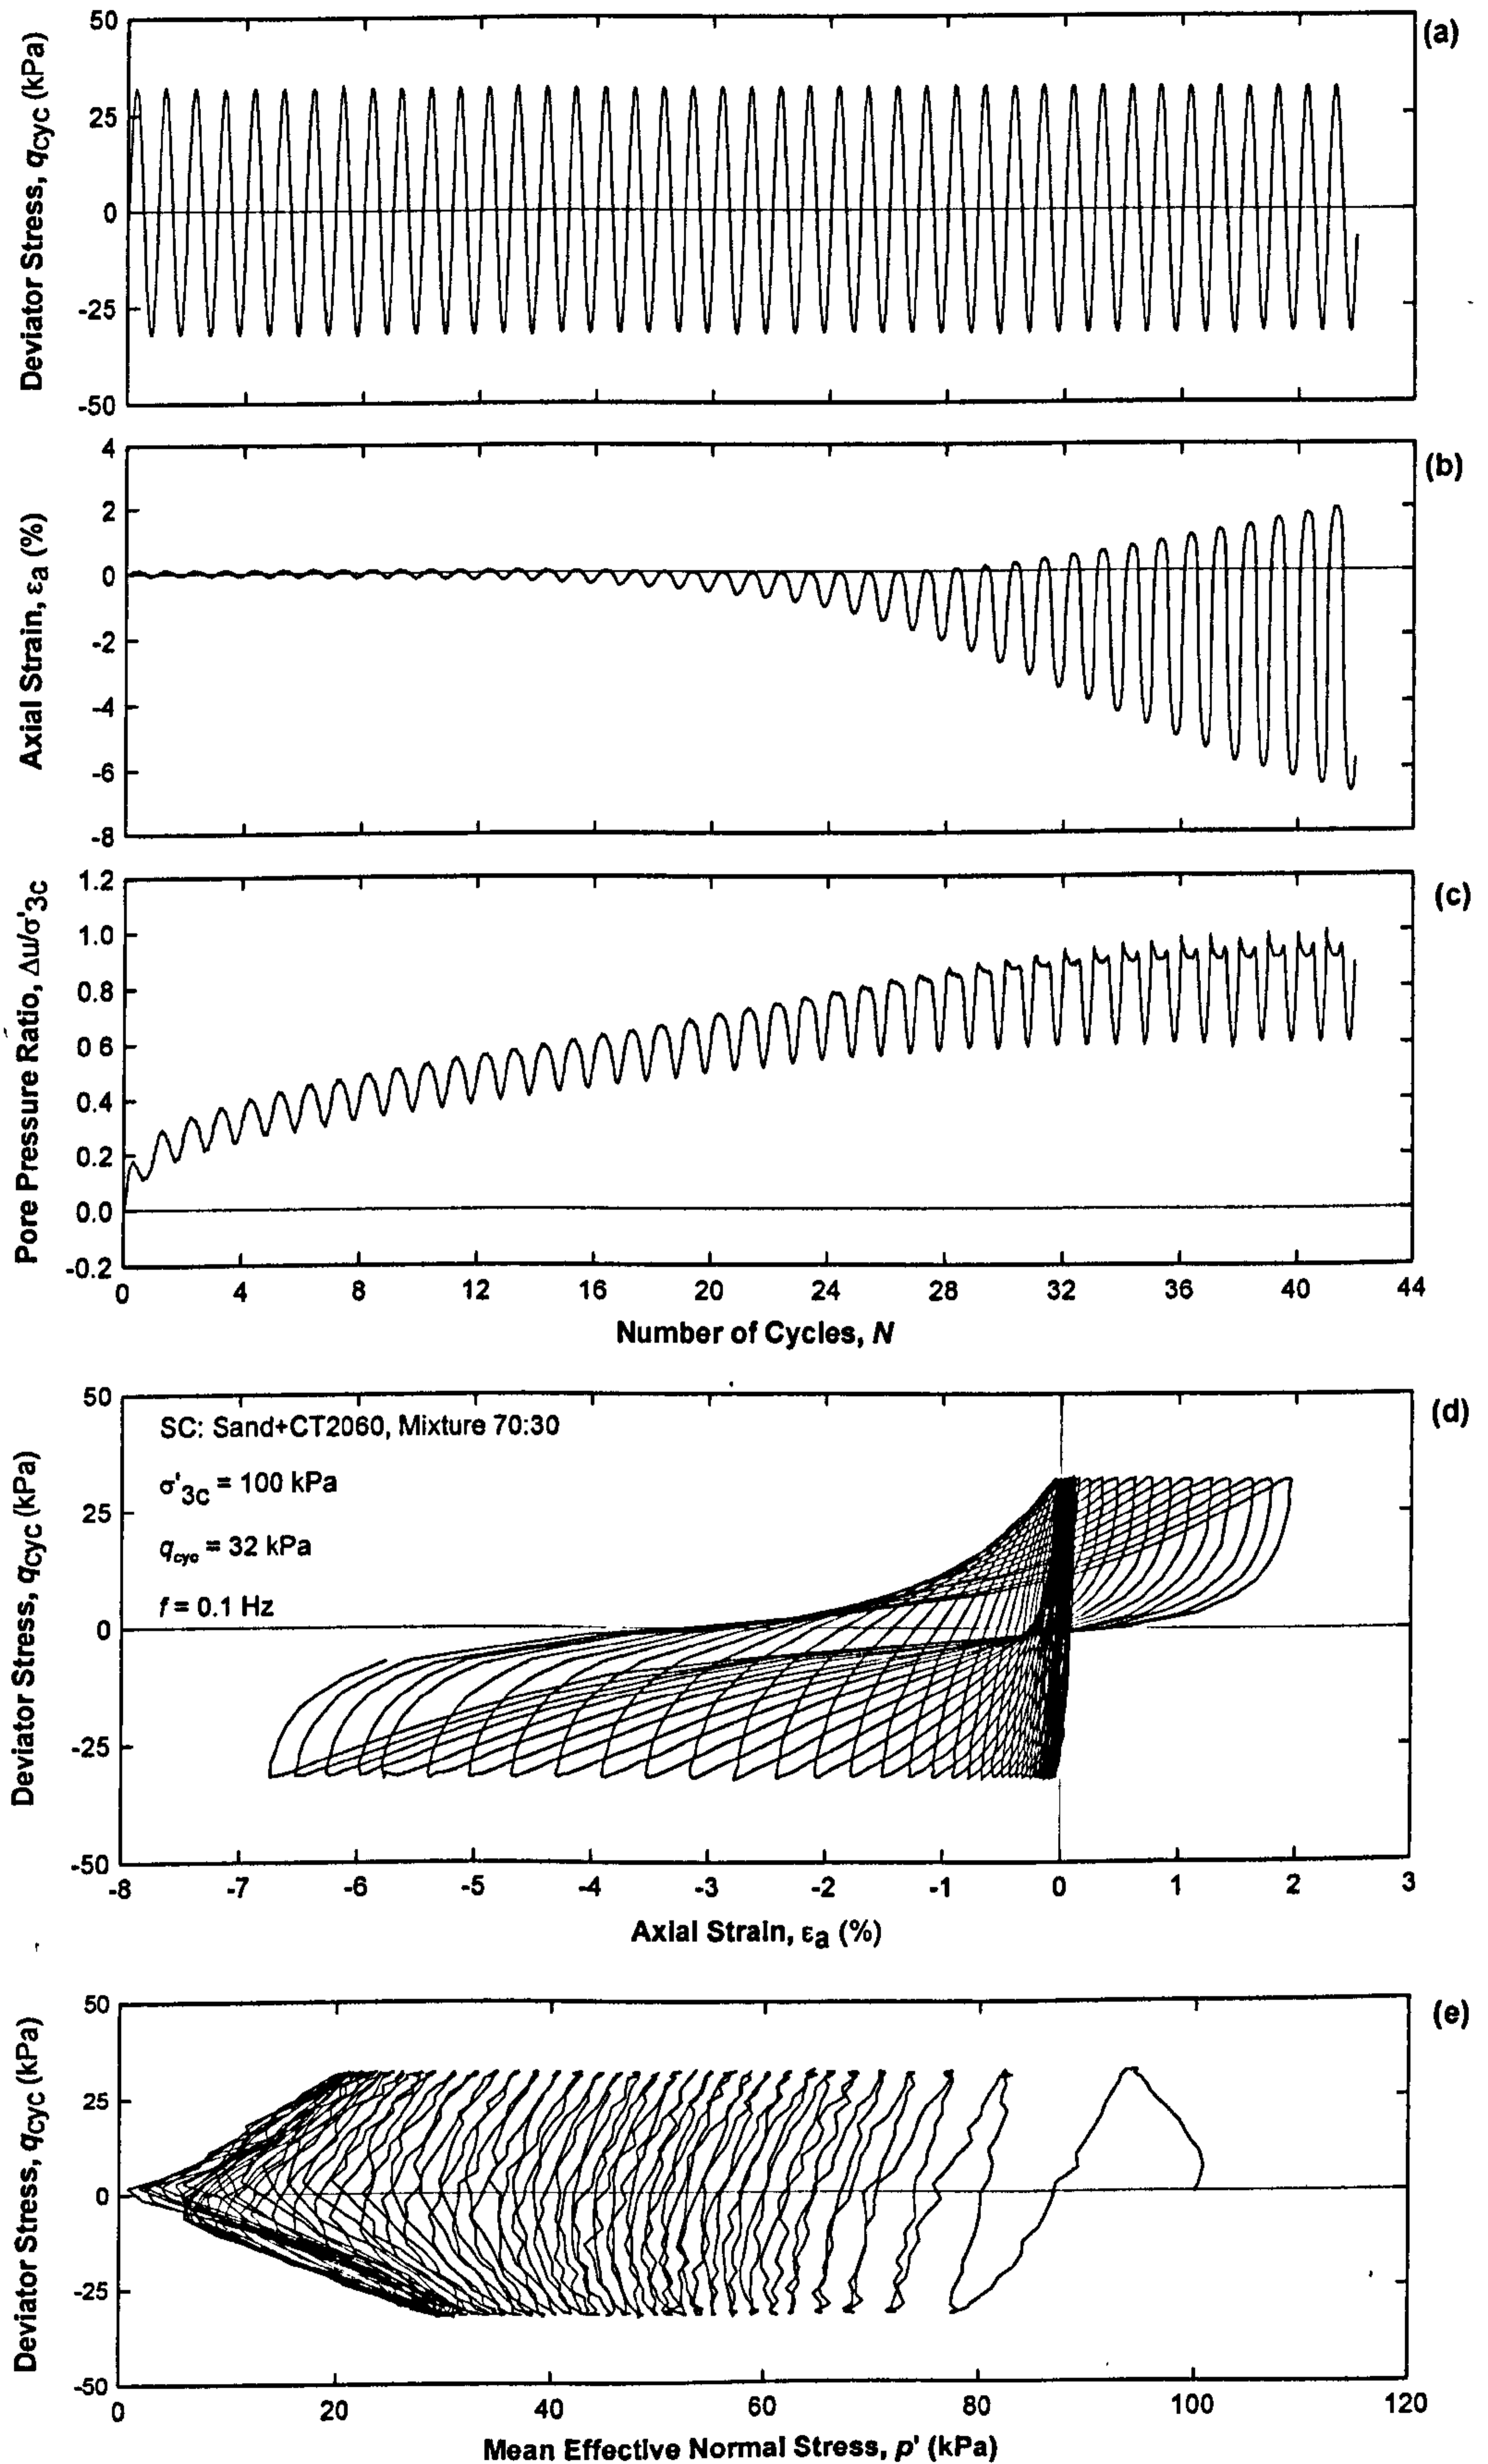 (a)
Deviator Stress, qcyc (kPa)
50
25
0
-25
-50
(b)
Axial Strain, εa (%)
4
2
0
-2
-4
-6
-8
(c)
Pore Pressure Ratio, Δu/σ'3c
1.2
1.0
0.8
0 6
0.4
0.2
0.0
-0.2
0 4 8 12 16 20 24 28 32 36 40 44
Number of Cycles, N
(d)
Deviator Stress, qcyc (kPa)
50
25
0
-25
-50
SC: Sand+CT2060, Mixture 70:30
σ'3c = 100 kPa
qcyc = 32 kPa
f = 0.1 Hz
-8 -7 -6 -5 -4 -3 -2 -1 0 1 2 3
Axial Strain, εa (%)
(e)
Deviator Stress, qcyc (kPa)
50
25
0
-25
-50
0 20 40 60 80 100 120
Mean Effective Normal Stress, p' (kPa)